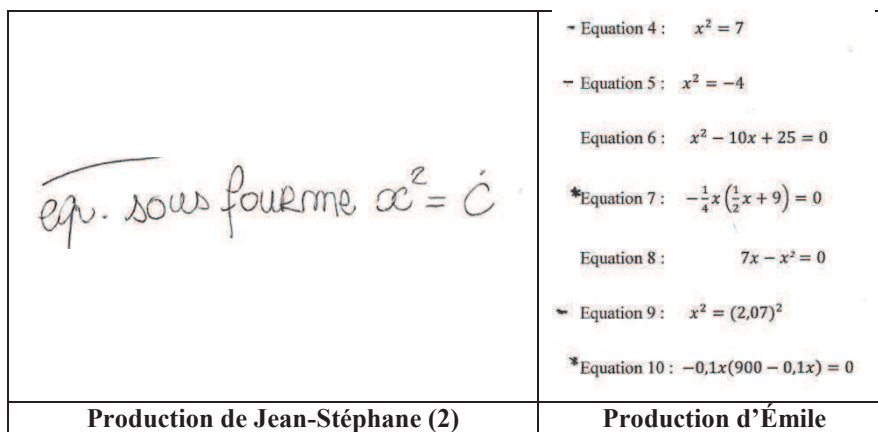 eqr. sous fourme x² = c
- Equation 4 : x² = 7
- Equation 5 : x² = −4
Equation 6 : x² − 10x + 25 = 0
*Equation 7 : −1/4x(1/2x + 9) = 0
Equation 8 : 7x − x² = 0
- Equation 9 : x² = (2,07)²
*Equation 10 : −0,1x(900 − 0,1x) = 0
Production de Jean-Stéphane (2)
Production d’Émile